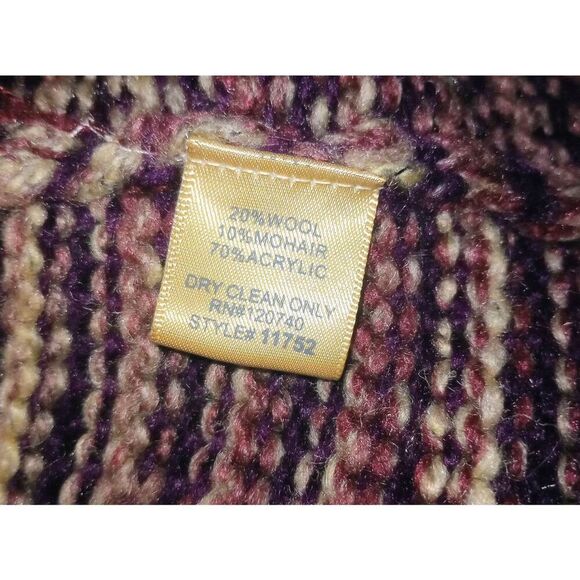 20%WOOL
10%MOHAIR
70%ACRYLIC
DRY CLEAN ONLY
RN#120740
STYLE# 11752